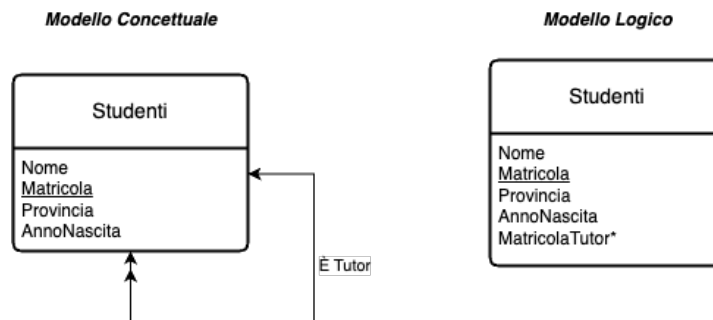 Modello Concettuale
Studenti
Nome
Matricola
Provincia
AnnoNascita
È Tutor
Modello Logico
Studenti
Nome
Matricola
Provincia
AnnoNascita
MatricolaTutor*